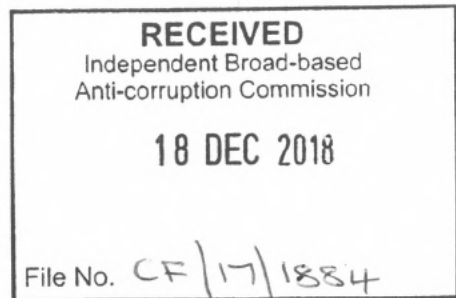 RECEIVED
Independent Broad-based
Anti-corruption Commission
18 DEC 2018
File No. CF/17/1884